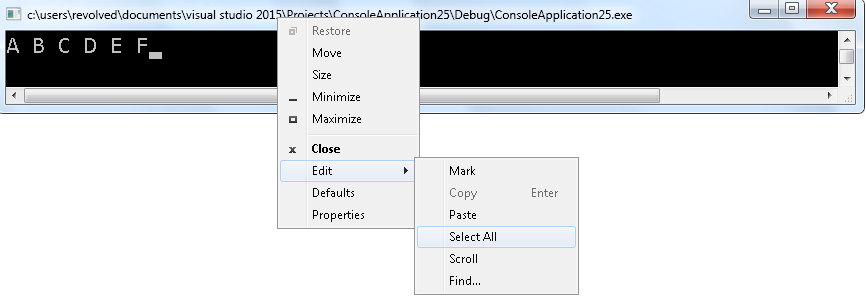 c:\users\revolved\documents\visual studio 2015\Projects\ConsoleApplication25\Debug\ConsoleApplication25.exe
A B C D E F
Restore
Move
Size
Minimize
Maximize
Close
Edit
Defaults
Properties
Mark
Copy Enter
Paste
Select All
Scroll
Find...